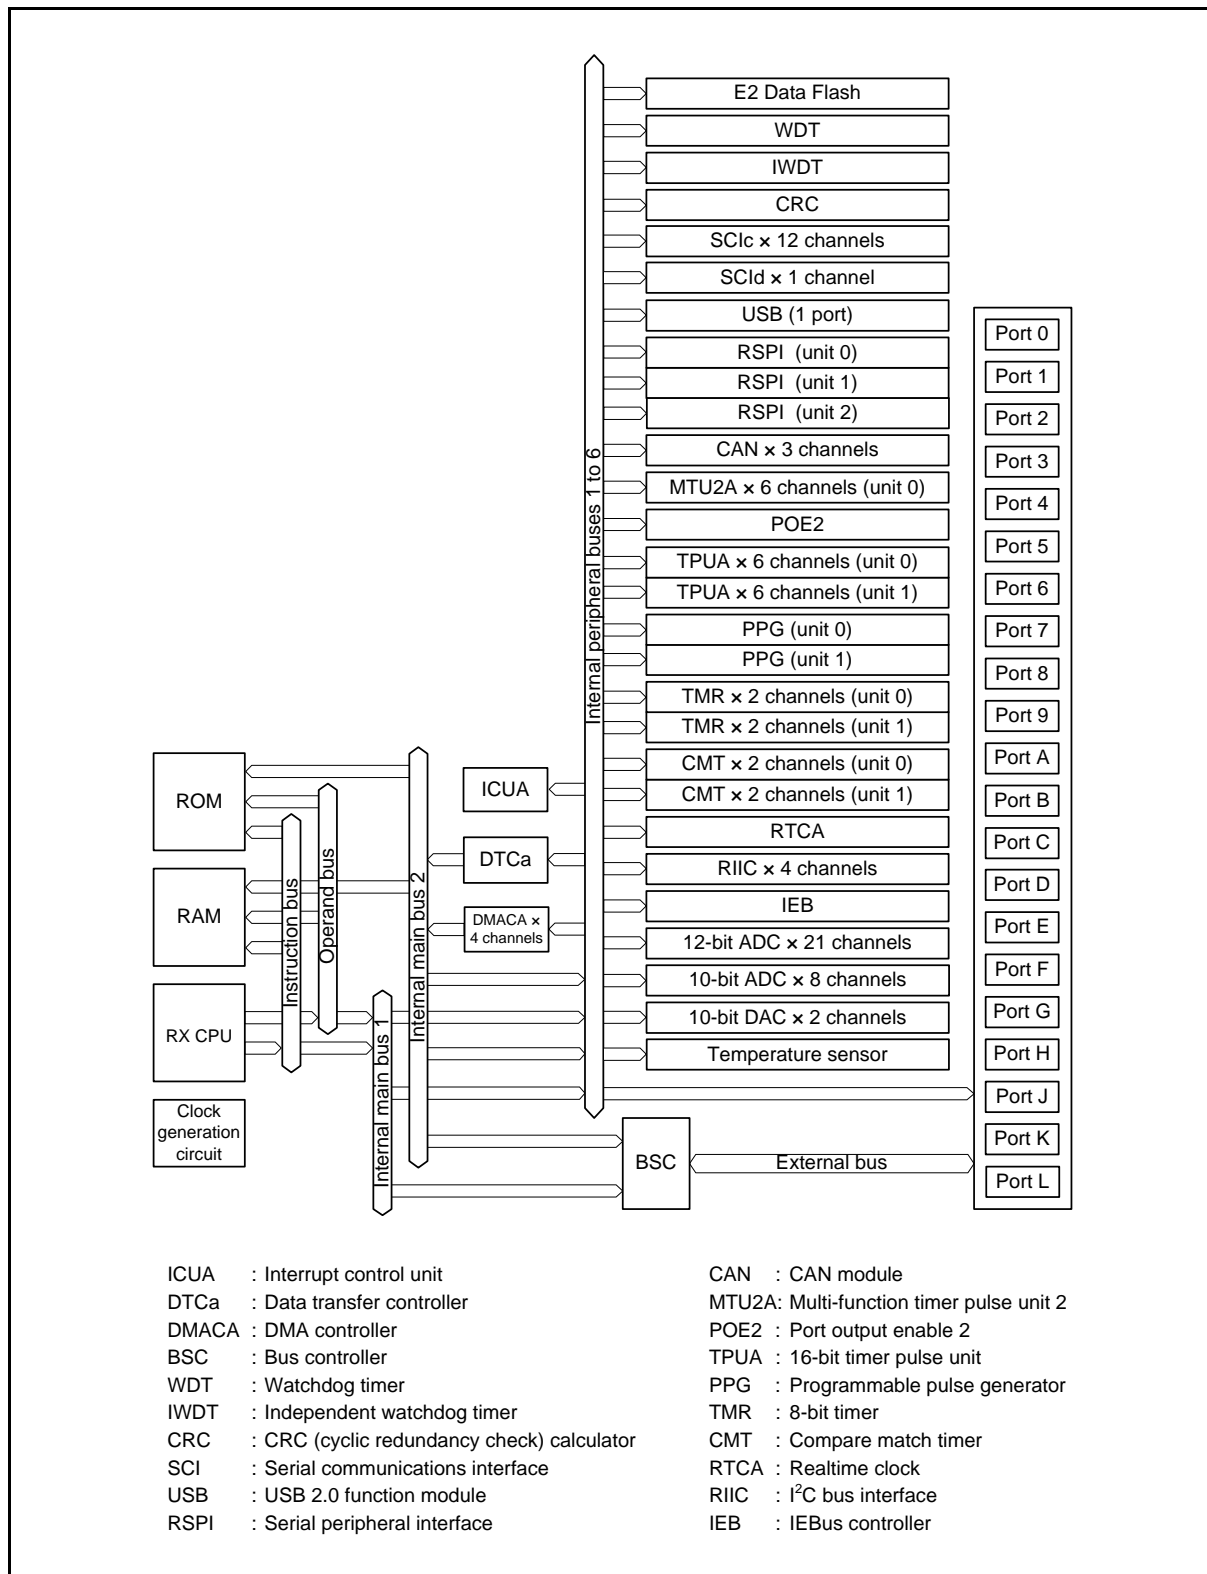 E2 Data Flash
WDT
IWDT
CRC
SCIc × 12 channels
SCId × 1 channel
USB (1 port)
RSPI (unit 0)
RSPI (unit 1)
RSPI (unit 2)
CAN × 3 channels
MTU2A × 6 channels (unit 0)
POE2
TPUA × 6 channels (unit 0)
TPUA × 6 channels (unit 1)
PPG (unit 0)
PPG (unit 1)
TMR × 2 channels (unit 0)
TMR × 2 channels (unit 1)
CMT × 2 channels (unit 0)
CMT × 2 channels (unit 1)
RTCA
RIIC × 4 channels
IEB
12-bit ADC × 21 channels
10-bit ADC × 8 channels
10-bit DAC × 2 channels
Temperature sensor
Port 0
Port 1
Port 2
Port 3
Port 4
Port 5
Port 6
Port 7
Port 8
Port 9
Port A
Port B
Port C
Port D
Port E
Port F
Port G
Port H
Port J
Port K
Port L
Internal peripheral buses 1 to 6
ROM
RAM
RX CPU
Clock
generation
circuit
Instruction bus
Operand bus
Internal main bus 1
Internal main bus 2
ICUA
DTCa
DMACA ×
4 channels
BSC
External bus
ICUA : Interrupt control unit
DTCa : Data transfer controller
DMACA : DMA controller
BSC : Bus controller
WDT : Watchdog timer
IWDT : Independent watchdog timer
CRC : CRC (cyclic redundancy check) calculator
SCI : Serial communications interface
USB : USB 2.0 function module
RSPI : Serial peripheral interface
CAN : CAN module
MTU2A: Multi-function timer pulse unit 2
POE2 : Port output enable 2
TPUA : 16-bit timer pulse unit
PPG : Programmable pulse generator
TMR : 8-bit timer
CMT : Compare match timer
RTCA : Realtime clock
RIIC : I²C bus interface
IEB : IEBus controller